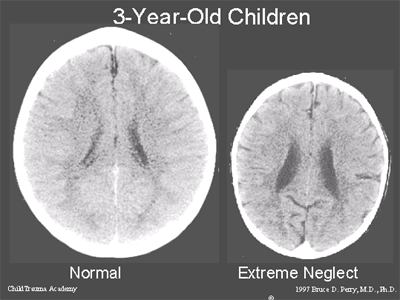 3-Year-Old Children
Normal
Extreme Neglect
ChildTrauma Academy
1997 Bruce D. Perry, M.D., Ph.D.
®